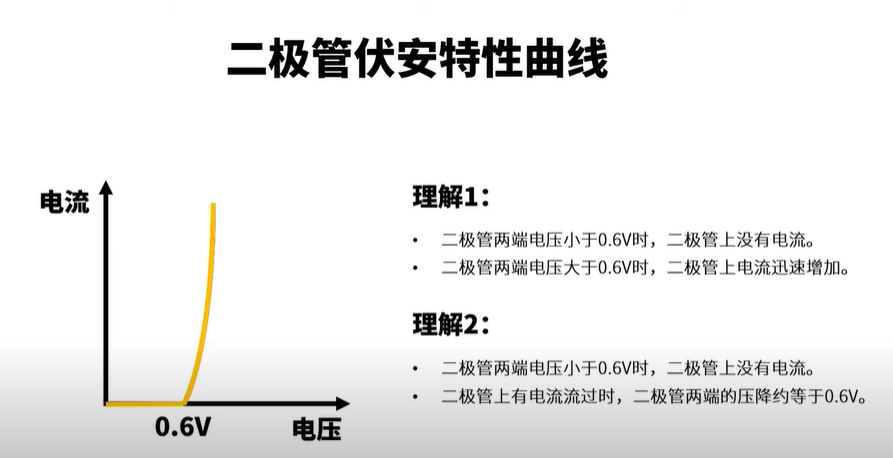 二极管伏安特性曲线
电流
0.6V
电压
理解1：
• 二极管两端电压小于0.6V时，二极管上没有电流。
• 二极管两端电压大于0.6V时，二极管上电流迅速增加。
理解2：
• 二极管两端电压小于0.6V时，二极管上没有电流。
• 二极管上有电流流过时，二极管两端的压降约等于0.6V。